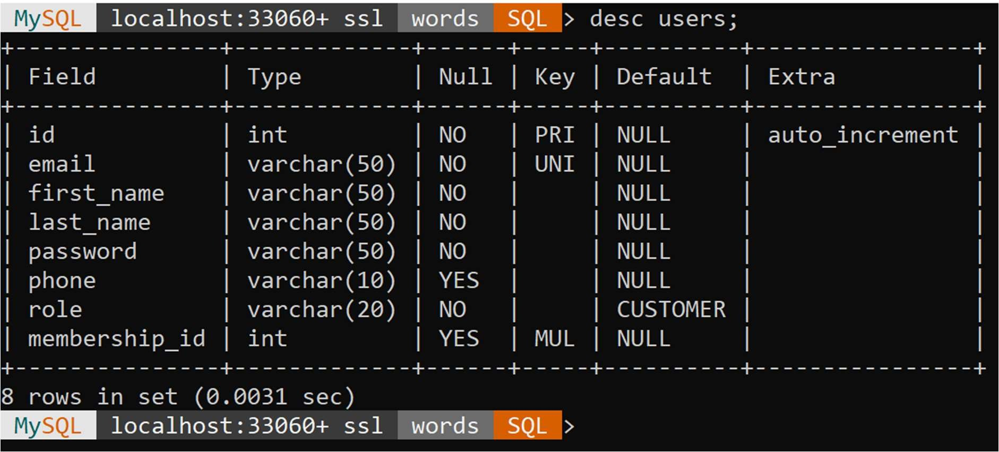 MySQL localhost:33060+ ssl words SQL > desc users;
+---------------+-------------+------+-----+----------+----------------+
| Field         | Type        | Null | Key | Default  | Extra          |
+---------------+-------------+------+-----+----------+----------------+
| id            | int         | NO   | PRI | NULL     | auto_increment |
| email         | varchar(50) | NO   | UNI | NULL     |                |
| first_name    | varchar(50) | NO   |     | NULL     |                |
| last_name     | varchar(50) | NO   |     | NULL     |                |
| password      | varchar(50) | NO   |     | NULL     |                |
| phone         | varchar(10) | YES  |     | NULL     |                |
| role          | varchar(20) | NO   |     | CUSTOMER |                |
| membership_id | int         | YES  | MUL | NULL     |                |
+---------------+-------------+------+-----+----------+----------------+
8 rows in set (0.0031 sec)
MySQL localhost:33060+ ssl words SQL >